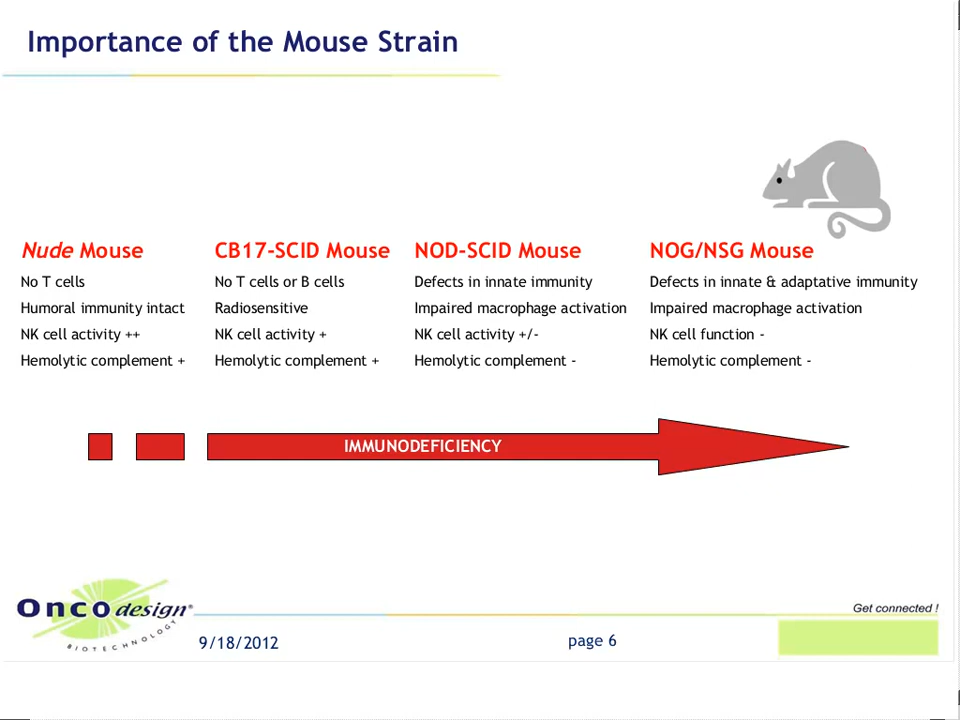 Importance of the Mouse Strain
Nude Mouse
No T cells
Humoral immunity intact
NK cell activity ++
Hemolytic complement +
CB17-SCID Mouse
No T cells or B cells
Radiosensitive
NK cell activity +
Hemolytic complement +
NOD-SCID Mouse
Defects in innate immunity
Impaired macrophage activation
NK cell activity +/-
Hemolytic complement -
NOG/NSG Mouse
Defects in innate & adaptative immunity
Impaired macrophage activation
NK cell function -
Hemolytic complement -
IMMUNODEFICIENCY
Oncodesign®
BIOTECHNOLOGY
Get connected !
9/18/2012
page 6